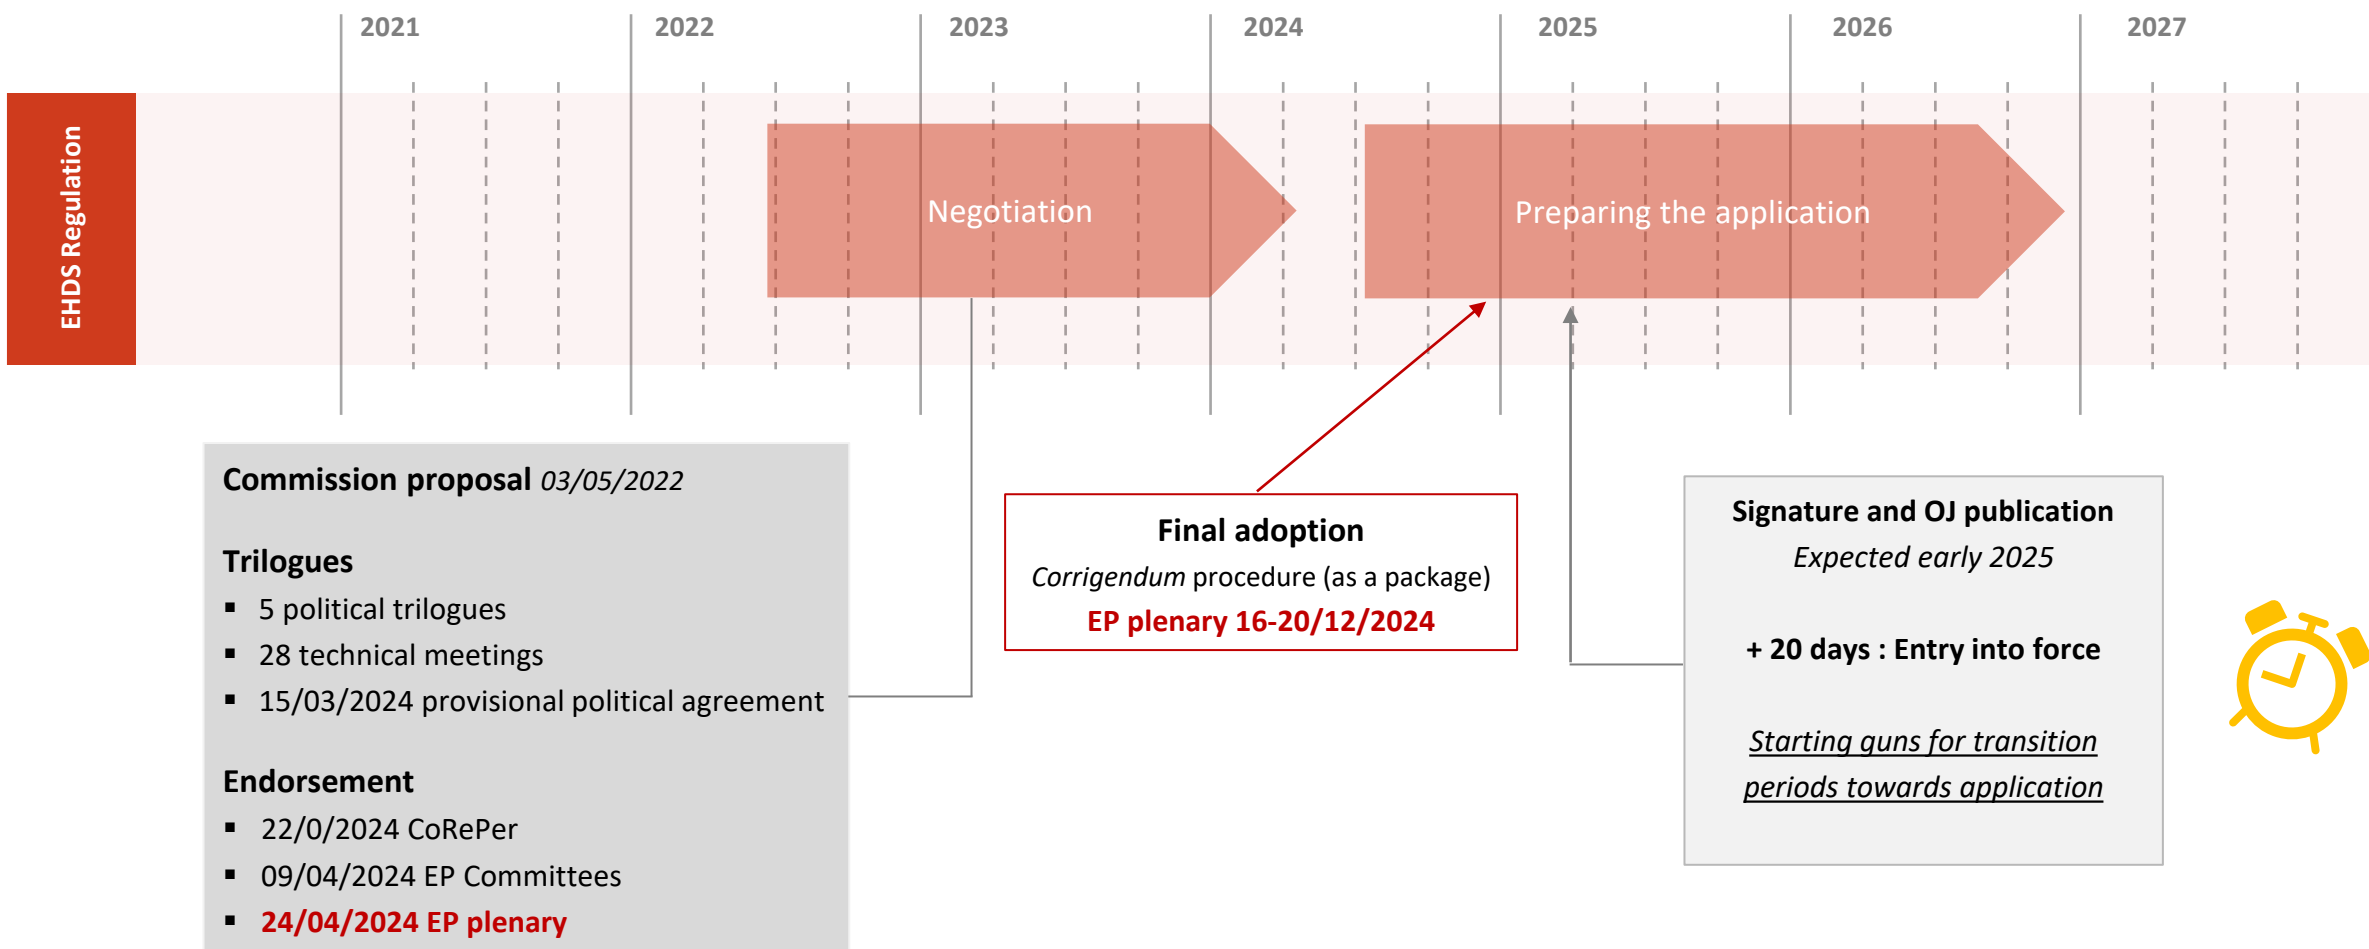 2021
2022
2023
2024
2025
2026
2027
EHDS Regulation
Negotiation
Preparing the application
Commission proposal 03/05/2022
Trilogues
▪ 5 political trilogues
▪ 28 technical meetings
▪ 15/03/2024 provisional political agreement
Endorsement
▪ 22/0/2024 CoRePer
▪ 09/04/2024 EP Committees
▪ 24/04/2024 EP plenary
Final adoption
Corrigendum procedure (as a package)
EP plenary 16-20/12/2024
Signature and OJ publication
Expected early 2025
+ 20 days : Entry into force
Starting guns for transition
periods towards application